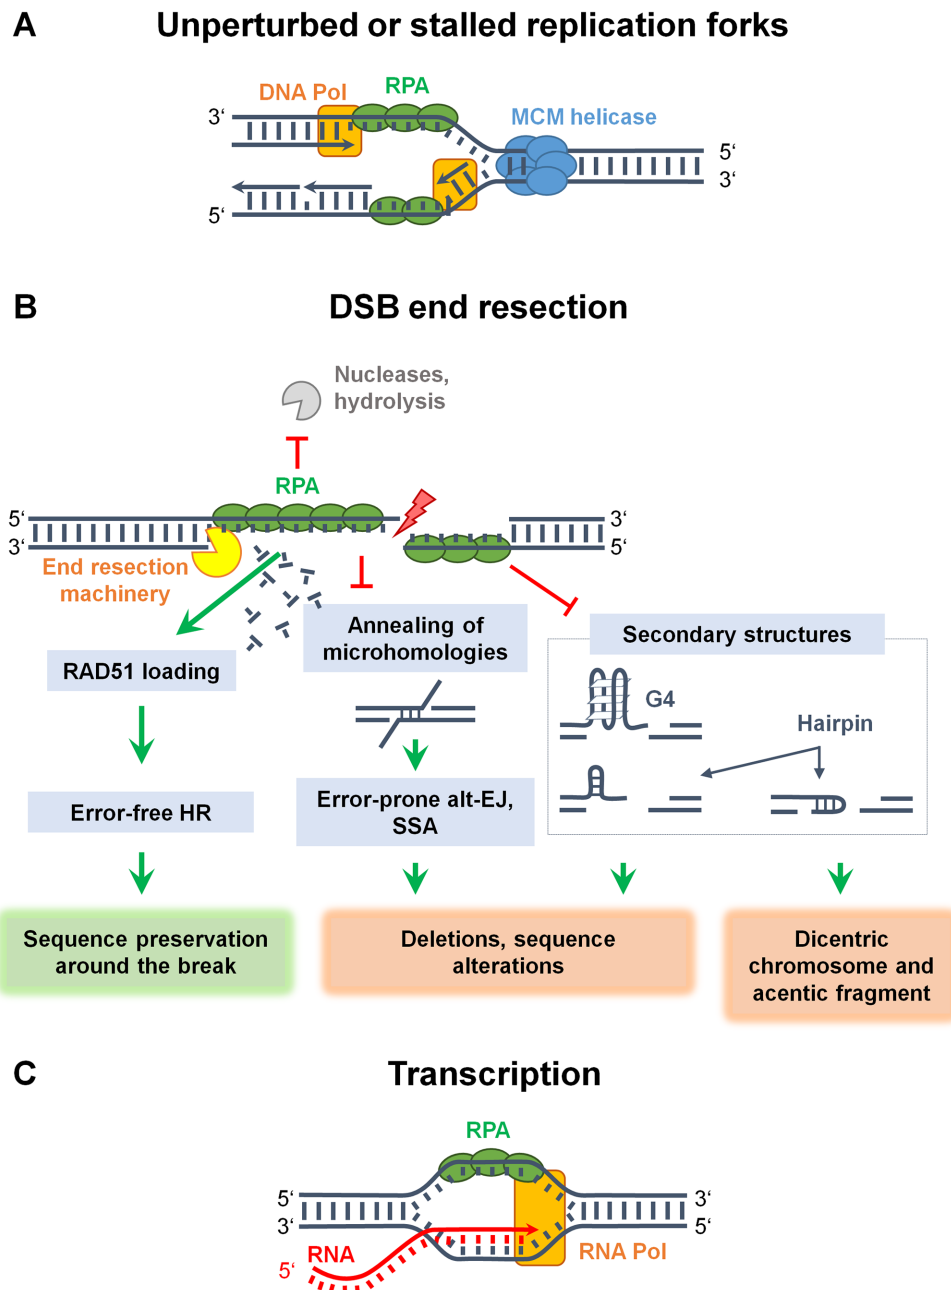 A
Unperturbed or stalled replication forks
DNA Pol
RPA
MCM helicase
3‘
5‘
5‘
3‘
B
DSB end resection
Nucleases,
hydrolysis
RPA
5‘
3‘
3‘
5‘
End resection
machinery
Annealing of
microhomologies
Secondary structures
RAD51 loading
G4
Hairpin
Error-free HR
Error-prone alt-EJ,
SSA
Sequence preservation
around the break
Deletions, sequence
alterations
Dicentric
chromosome and
acentic fragment
C
Transcription
RPA
5‘
3‘
3‘
5‘
RNA
RNA Pol
5‘